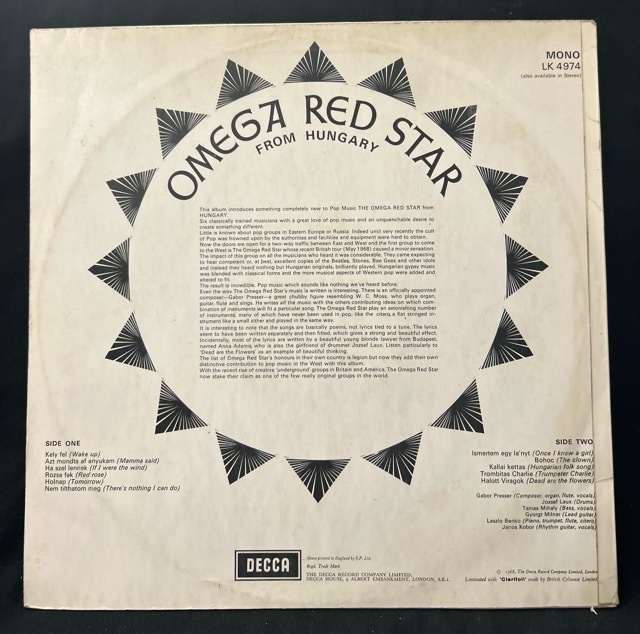 MONO
LK 4974
(also available in Stereo)
OMEGA RED STAR
FROM HUNGARY
This album introduces something completely new to Pop Music THE OMEGA RED STAR from
HUNGARY.
Six classically trained musicians with a great love of pop music and an unquenchable desire to
create something different.
Little is known about pop groups in Eastern Europe or Russia. Indeed until very recently the cult
of Pop was frowned upon by the authorities and facilities and equipment were hard to obtain.
Now the doors are open for a two-way traffic between East and West and the first group to come
to the West is The Omega Red Star whose recent British tour (May 1968) caused a minor sensation.
The impact of this group on all the musicians who heard it was considerable. They came expecting
to hear competent or, at best, excellent copies of the Beatles, Stones, Bee Gees and other idols
and instead they heard nothing but Hungarian originals, brilliantly played. Hungarian gypsy music
was blended with classical forms and the more musical aspects of Western pop were added and
altered to fit.
The result is incredible. Pop music which sounds like nothing we've heard before.
Even the way The Omega Red Star's music is written is interesting. There is an officially appointed
composer—Gabor Presser—a great chubby figure resembling W. C. Moss, who plays organ,
guitar, flute and sings. He writes all the music with the others contributing ideas on which com-
bination of instruments will fit a particular song. The Omega Red Star play an astonishing number
of instruments, many of which have never been used in pop, like the citera, a flat stringed in-
strument like a small zither and played in the same way.
It is interesting to note that the songs are basically poems, not lyrics tied to a tune. The lyrics
seem to have been written separately and then fitted, which gives a strong and beautiful effect.
Incidentally, most of the lyrics are written by a beautiful young blonde lawyer from Budapest,
named Anna Adamis who is also the girlfriend of drummer Jozsef Laux. Listen particularly to
'Dead are the Flowers' as an example of beautiful thinking.
The list of Omega Red Star's honours in their own country is legion but now they add their own
distinctive contribution to pop music in the West with this album.
With the recent rise of creative 'underground' groups in Britain and America, The Omega Red Star
now stake their claim as one of the few really original groups in the world.
SIDE ONE
Kely fel (Wake up)
Azt mondta af anyukam (Mamma said)
Ha szel lennek (If I were the wind)
Rozsa fak (Red rose)
Holnap (Tomorrow)
Nem tilthatom meg (There's nothing I can do)
SIDE TWO
Ismertem egy la'nyt (Once I knew a girl)
Bohoc (The clown)
Kallai kettas (Hungarian folk song)
Trombitas Charlie (Trumpeter Charlie)
Halott Viragok (Dead are the flowers)
Gabor Presser (Composer, organ, flute, vocals)
Jozsef Laux (Drums)
Tamas Mihaly (Bass, vocals)
Gyorgt Milnar (Lead guitar)
Laszlo Benko (Piano, trumpet, flute, citera)
Janos Kobor (Rhythm guitar, vocals)
DECCA
Sleeve printed in England by S.P. Ltd.
Regd. Trade Mark
THE DECCA RECORD COMPANY LIMITED,
DECCA HOUSE, 9 ALBERT EMBANKMENT, LONDON, S.E.1.
© 1968, The Decca Record Company Limited, London
Laminated with "Clarifoil" made by British Celanese Limited